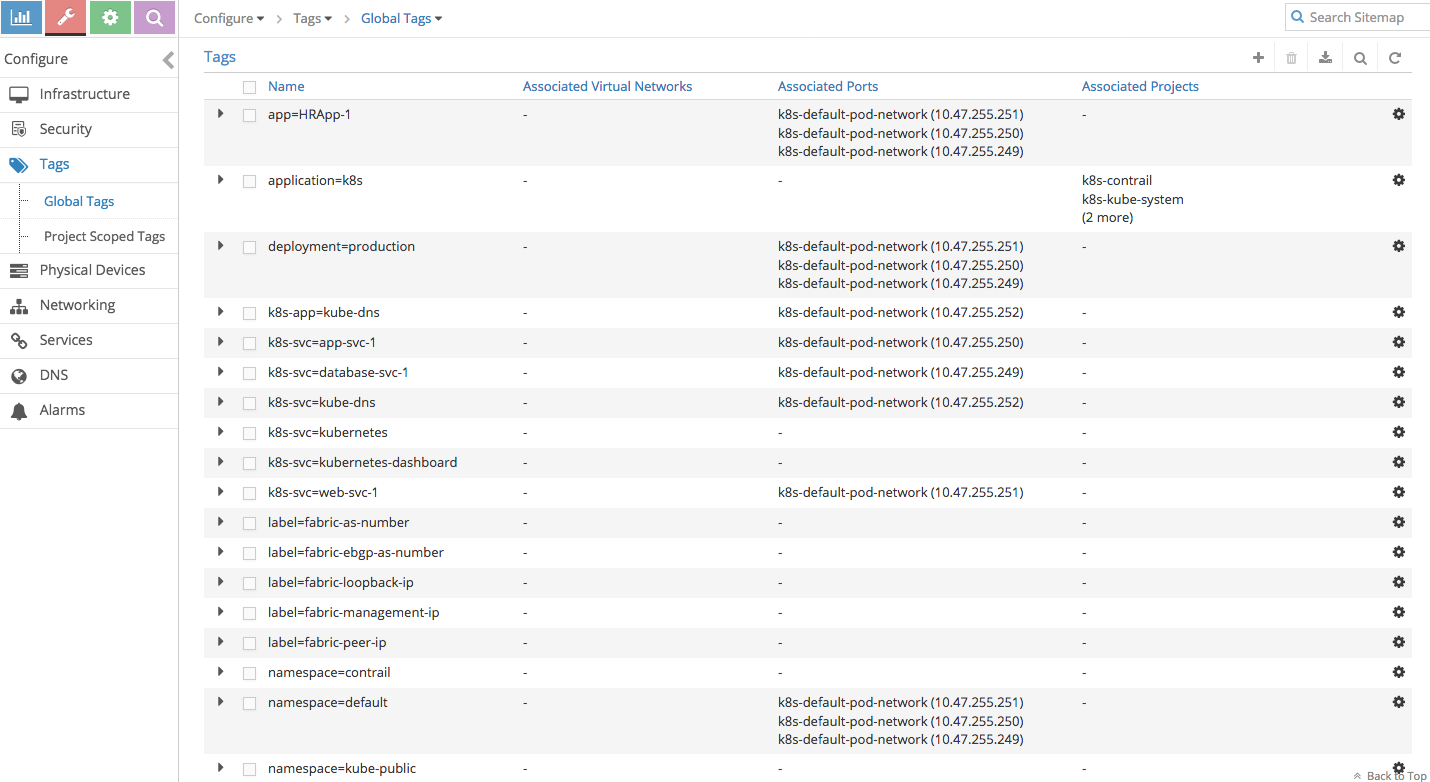 Configure Tags Global Tags
Search Sitemap
Configure
Infrastructure
Security
Tags
Global Tags
Project Scoped Tags
Physical Devices
Networking
Services
DNS
Alarms
Tags
Name Associated Virtual Networks Associated Ports Associated Projects
app=HRApp-1 - k8s-default-pod-network (10.47.255.251) -
k8s-default-pod-network (10.47.255.250)
k8s-default-pod-network (10.47.255.249)
application=k8s - - k8s-contrail
k8s-kube-system
(2 more)
deployment=production - k8s-default-pod-network (10.47.255.251) -
k8s-default-pod-network (10.47.255.250)
k8s-default-pod-network (10.47.255.249)
k8s-app=kube-dns - k8s-default-pod-network (10.47.255.252) -
k8s-svc=app-svc-1 - k8s-default-pod-network (10.47.255.250) -
k8s-svc=database-svc-1 - k8s-default-pod-network (10.47.255.249) -
k8s-svc=kube-dns - k8s-default-pod-network (10.47.255.252) -
k8s-svc=kubernetes - - -
k8s-svc=kubernetes-dashboard - - -
k8s-svc=web-svc-1 - k8s-default-pod-network (10.47.255.251) -
label=fabric-as-number - - -
label=fabric-ebgp-as-number - - -
label=fabric-loopback-ip - - -
label=fabric-management-ip - - -
label=fabric-peer-ip - - -
namespace=contrail - - -
namespace=default - k8s-default-pod-network (10.47.255.251) -
k8s-default-pod-network (10.47.255.250)
k8s-default-pod-network (10.47.255.249)
namespace=kube-public - - -
Back to Top